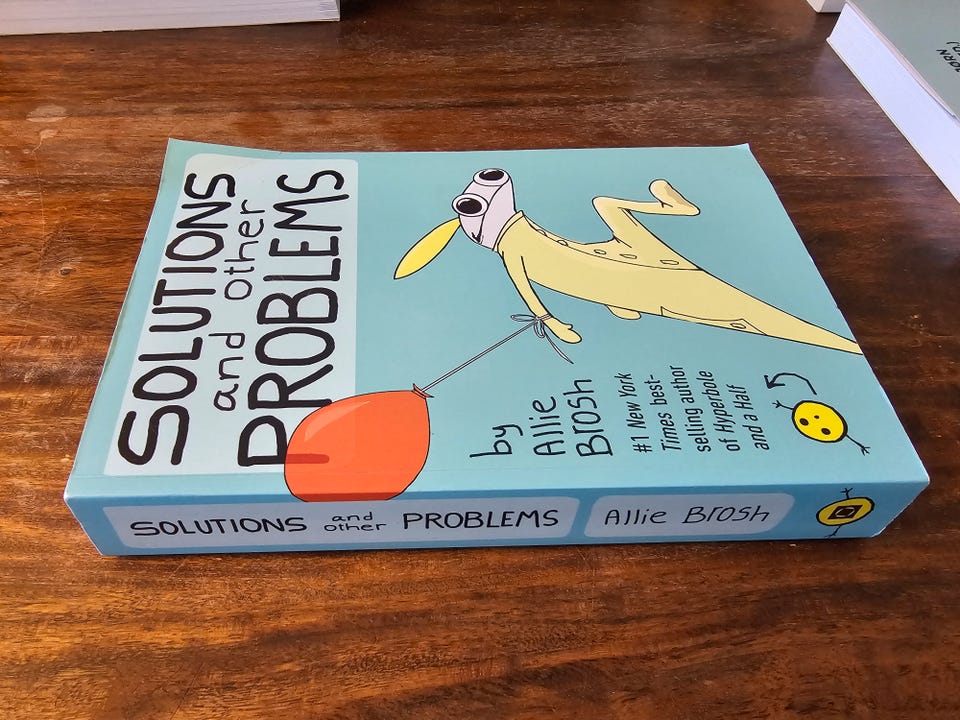 SOLUTIONS
and other
PROBLEMS
by
Allie
Brosh
#1 New York
Times best-
selling author
of Hyperbole
and a Half
SOLUTIONS and other PROBLEMS
Allie Brosh